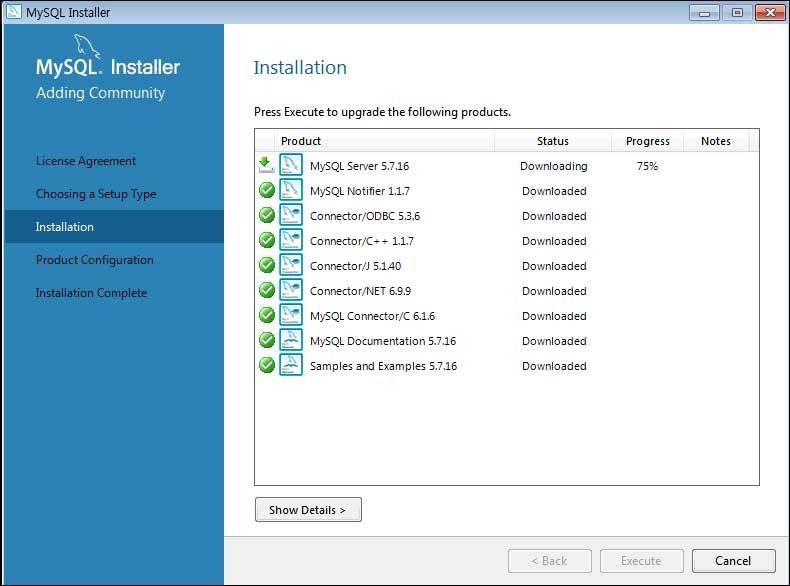 MySQL Installer
MySQL. Installer
Adding Community
License Agreement
Choosing a Setup Type
Installation
Product Configuration
Installation Complete
Installation
Press Execute to upgrade the following products.
Product Status Progress Notes
MySQL Server 5.7.16 Downloading 75%
MySQL Notifier 1.1.7 Downloaded
Connector/ODBC 5.3.6 Downloaded
Connector/C++ 1.1.7 Downloaded
Connector/J 5.1.40 Downloaded
Connector/NET 6.9.9 Downloaded
MySQL Connector/C 6.1.6 Downloaded
MySQL Documentation 5.7.16 Downloaded
Samples and Examples 5.7.16 Downloaded
Show Details >
< Back Execute Cancel